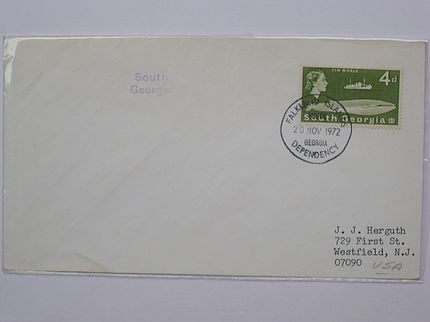 South
Georgia
FIN WHALE
4d
South Georgia
FALKLAND ISLANDS
20 NOV 1972
GEORGIA
DEPENDENCY
J. J. Herguth
729 First St.
Westfield, N.J.
07090 USA